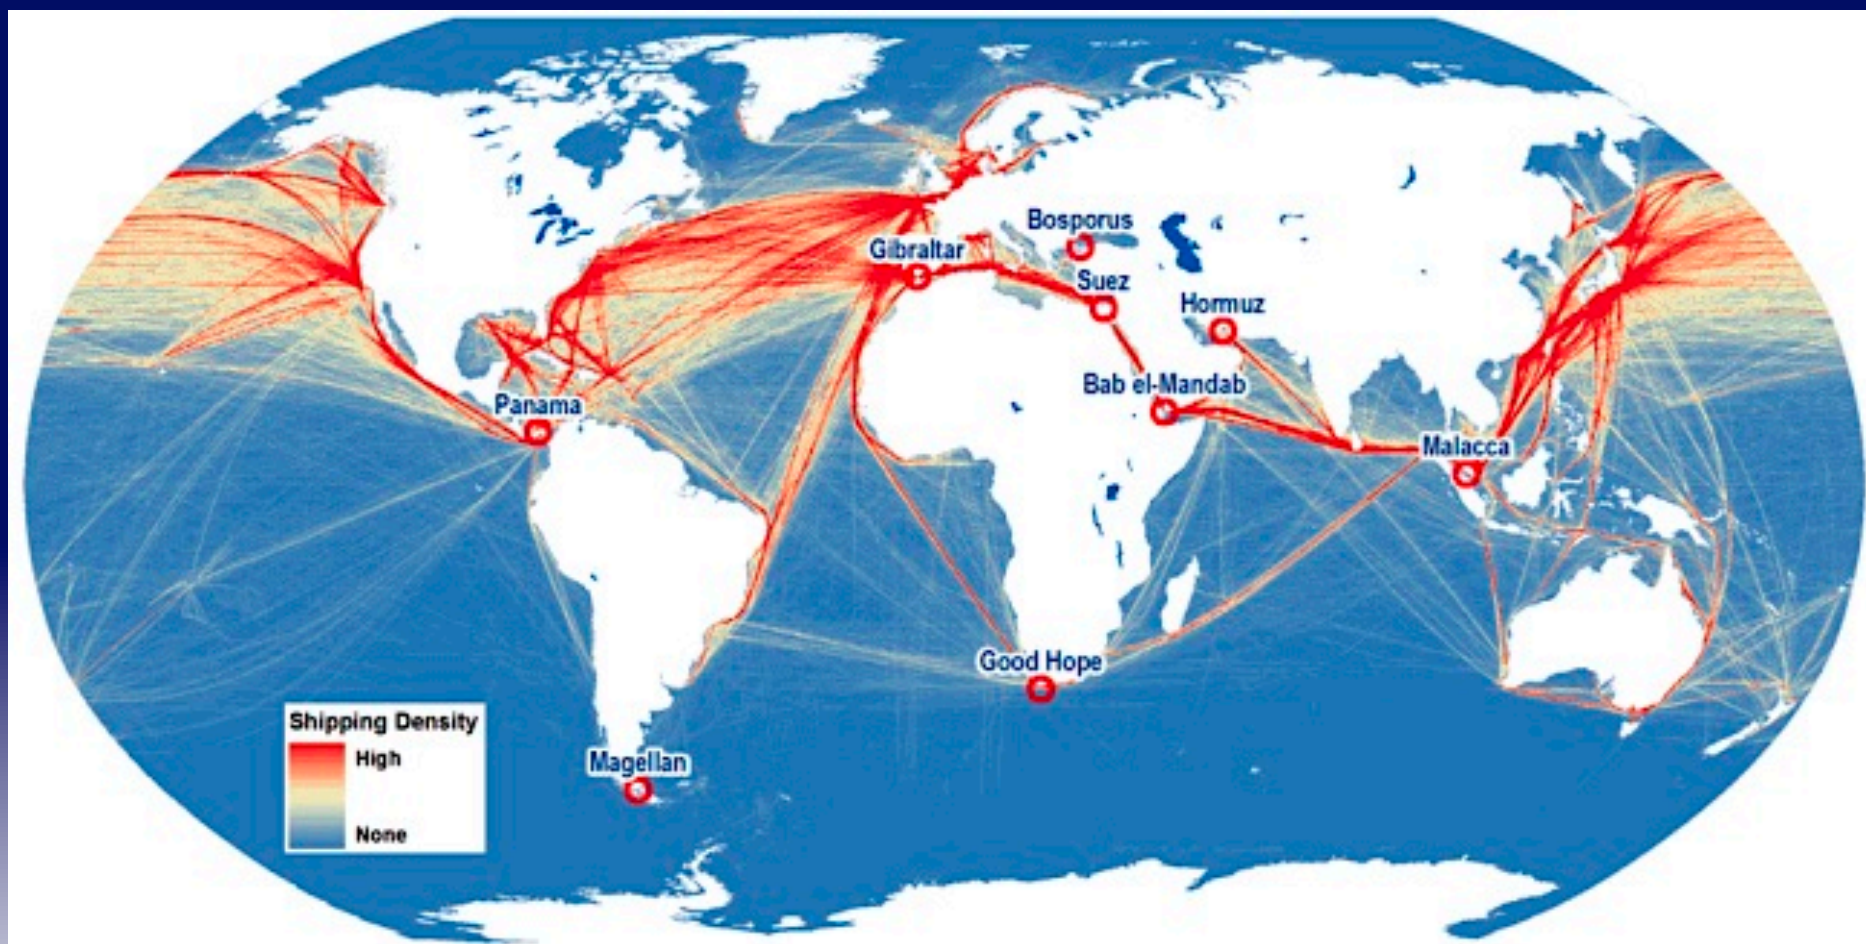 Bosporus
Gibraltar
Suez
Hormuz
Bab el-Mandab
Panama
Malacca
Good Hope
Magellan
Shipping Density
High
None